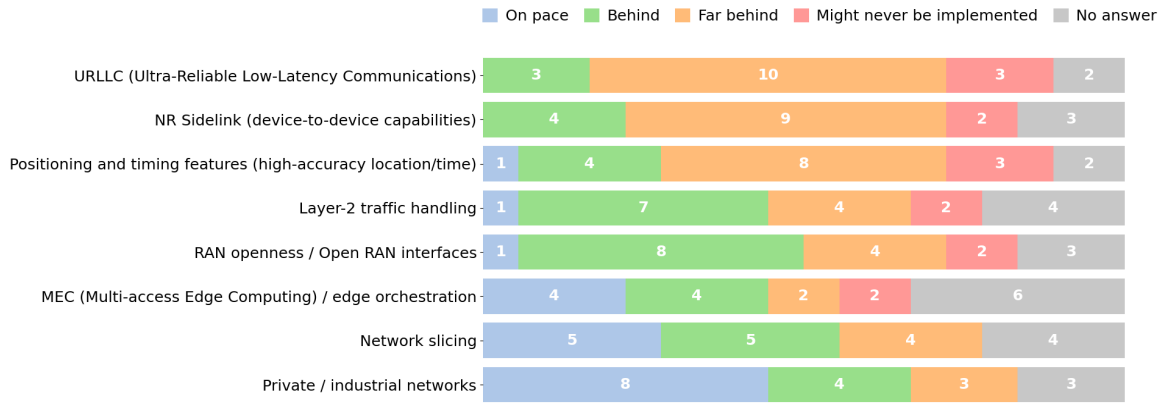 On pace Behind Far behind Might never be implemented No answer
URLLC (Ultra-Reliable Low-Latency Communications) 3 10 3 2
NR Sidelink (device-to-device capabilities) 4 9 2 3
Positioning and timing features (high-accuracy location/time) 1 4 8 3 2
Layer-2 traffic handling 1 7 4 2 4
RAN openness / Open RAN interfaces 1 8 4 2 3
MEC (Multi-access Edge Computing) / edge orchestration 4 4 2 2 6
Network slicing 5 5 4 4
Private / industrial networks 8 4 3 3